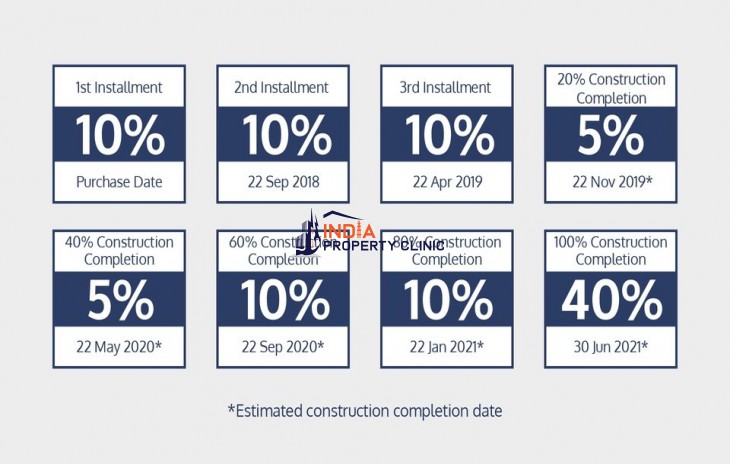 1st Installment
10%
Purchase Date
2nd Installment
10%
22 Sep 2018
3rd Installment
10%
22 Apr 2019
20% Construction
Completion
5%
22 Nov 2019*
40% Construction
Completion
5%
22 May 2020*
60% Construction
Completion
10%
22 Sep 2020*
80% Construction
Completion
10%
22 Jan 2021*
100% Construction
Completion
40%
30 Jun 2021*
INDIA
PROPERTY CLINIC
*Estimated construction completion date